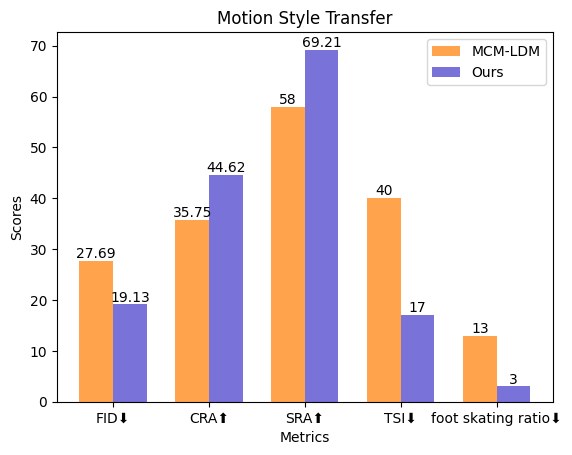 Motion Style Transfer
MCM-LDM
Ours
Scores
70
60
50
40
30
20
10
0
27.69
19.13
35.75
44.62
58
69.21
40
17
13
3
FID⬇
CRA⬆
SRA⬆
TSI⬇
foot skating ratio⬇
Metrics